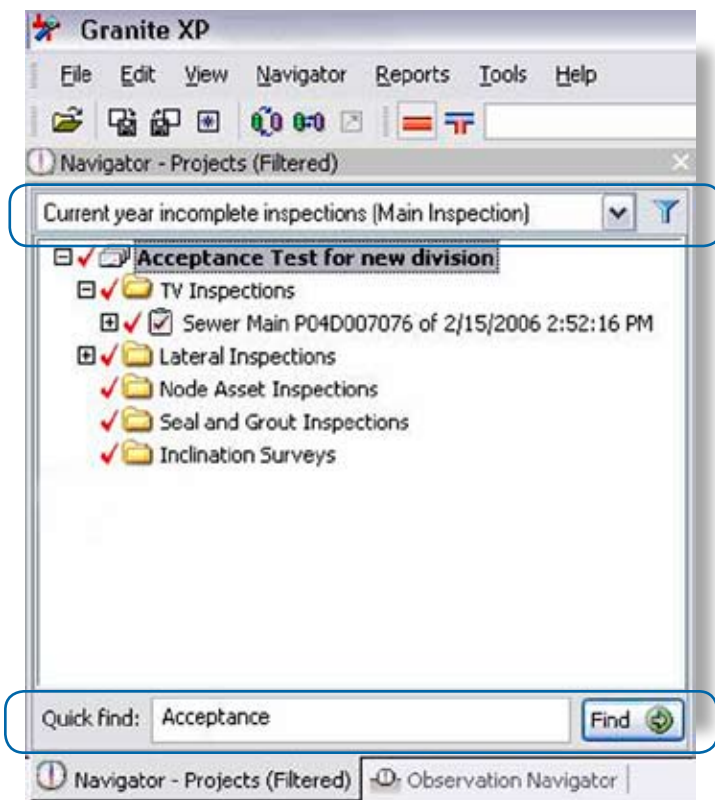 Granite XP
File Edit View Navigator Reports Tools Help
Navigator - Projects (Filtered)
Current year incomplete inspections (Main Inspection)
Acceptance Test for new division
TV Inspections
Sewer Main P04D007076 of 2/15/2006 2:52:16 PM
Lateral Inspections
Node Asset Inspections
Seal and Grout Inspections
Inclination Surveys
Quick find: Acceptance Find
Navigator - Projects (Filtered) Observation Navigator